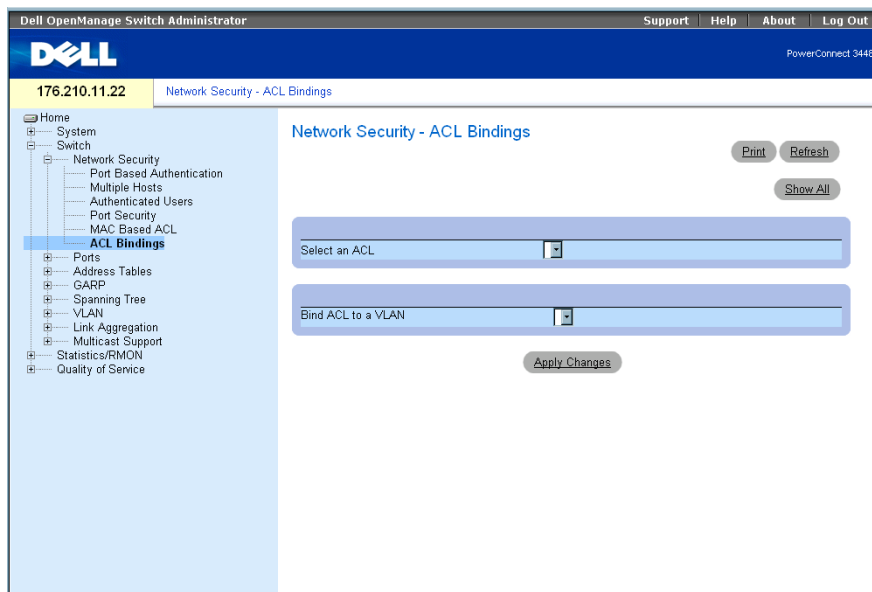 Dell OpenManage Switch Administrator
Support | Help | About | Log Out
DELL
PowerConnect 3448
176.210.11.22
Network Security - ACL Bindings
Home
System
Switch
Network Security
Port Based Authentication
Multiple Hosts
Authenticated Users
Port Security
MAC Based ACL
ACL Bindings
Ports
Address Tables
GARP
Spanning Tree
VLAN
Link Aggregation
Multicast Support
Statistics/RMON
Quality of Service
Network Security - ACL Bindings
Print
Refresh
Show All
Select an ACL
Bind ACL to a VLAN
Apply Changes